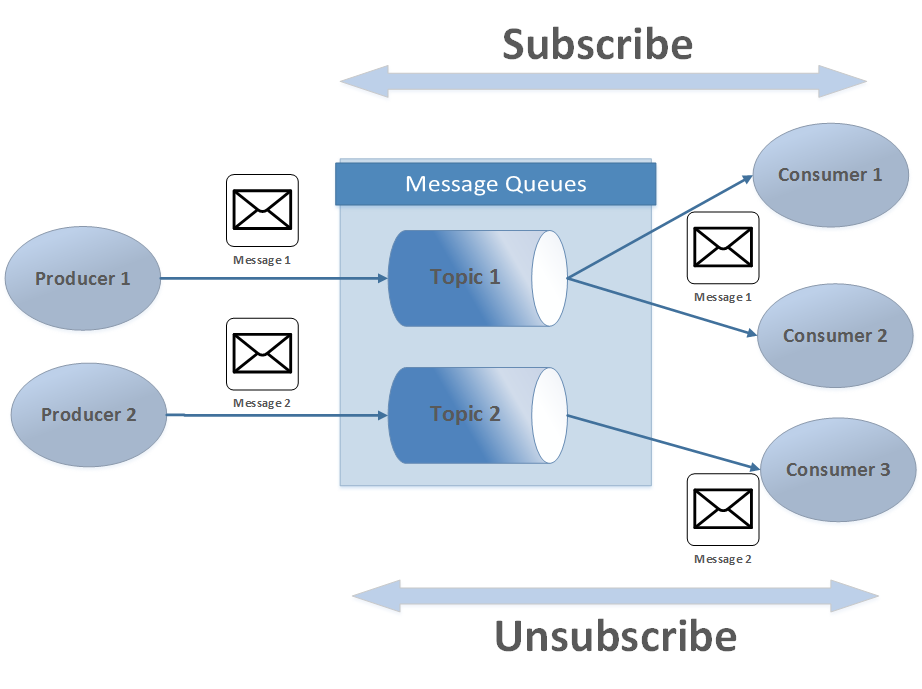 Subscribe
Message Queues
Consumer 1
Message 1
Producer 1
Topic 1
Message 1
Consumer 2
Message 2
Producer 2
Topic 2
Consumer 3
Message 2
Unsubscribe